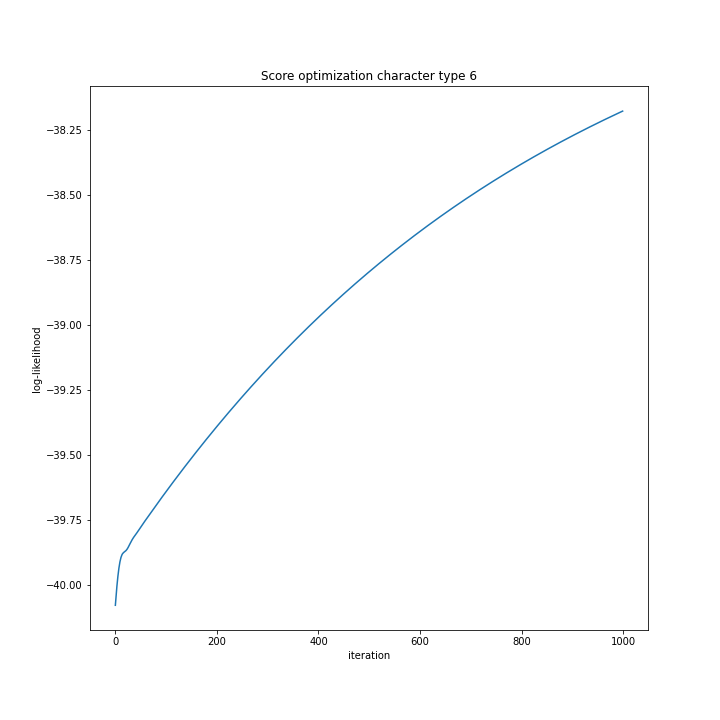 Score optimization character type 6
−38.25
−38.50
−38.75
−39.00
−39.25
−39.50
−39.75
−40.00
log-likelihood
0 200 400 600 800 1000
iteration